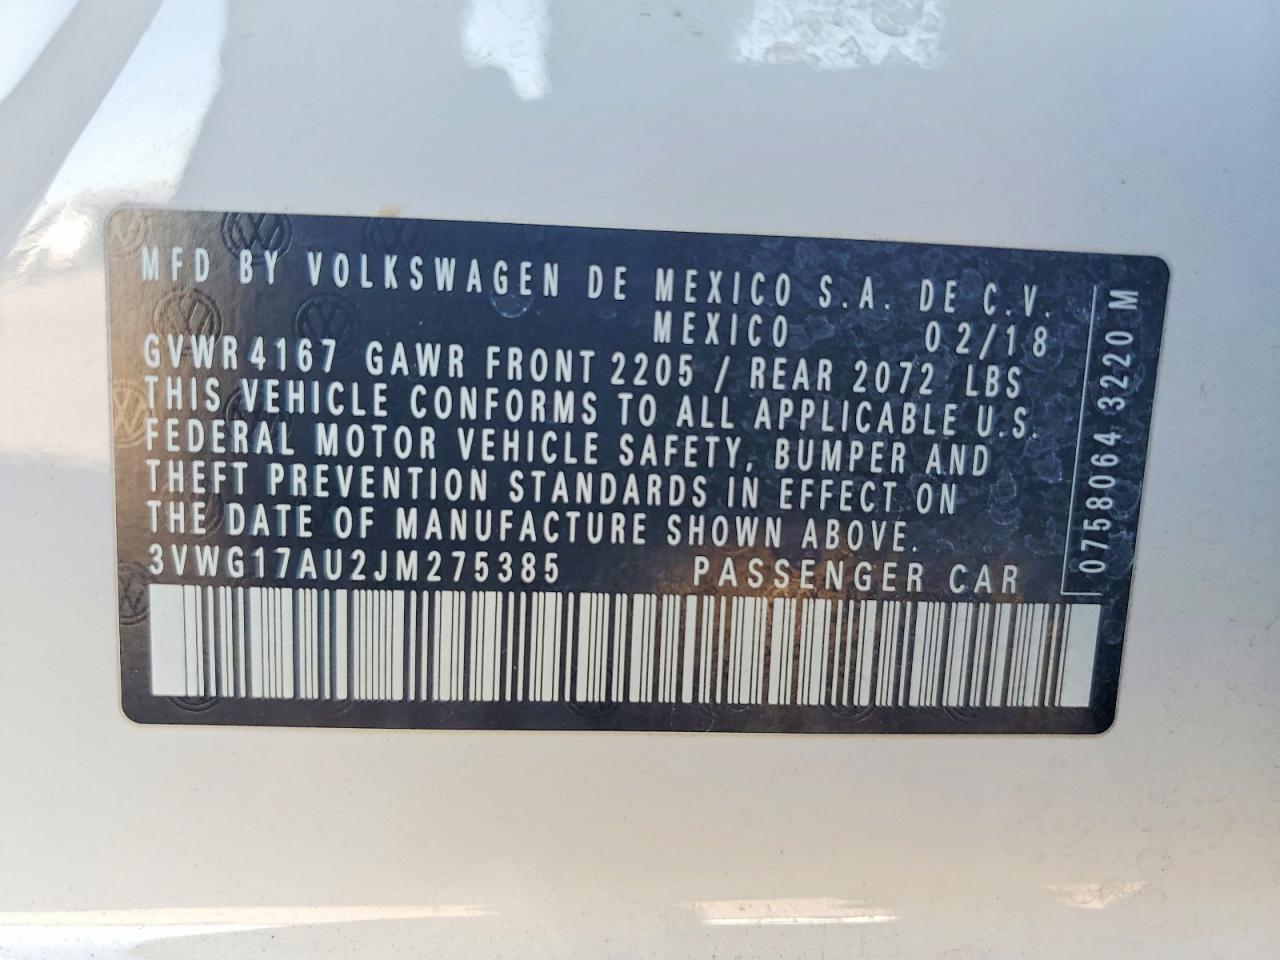 MFD BY VOLKSWAGEN DE MEXICO S.A. DE C.V.
MEXICO 02/18
GVWR 4167 GAWR FRONT 2205 / REAR 2072 LBS
THIS VEHICLE CONFORMS TO ALL APPLICABLE U.S.
FEDERAL MOTOR VEHICLE SAFETY, BUMPER AND
THEFT PREVENTION STANDARDS IN EFFECT ON
THE DATE OF MANUFACTURE SHOWN ABOVE.
3VWG17AU2JM275385 PASSENGER CAR
0758064 3220 M